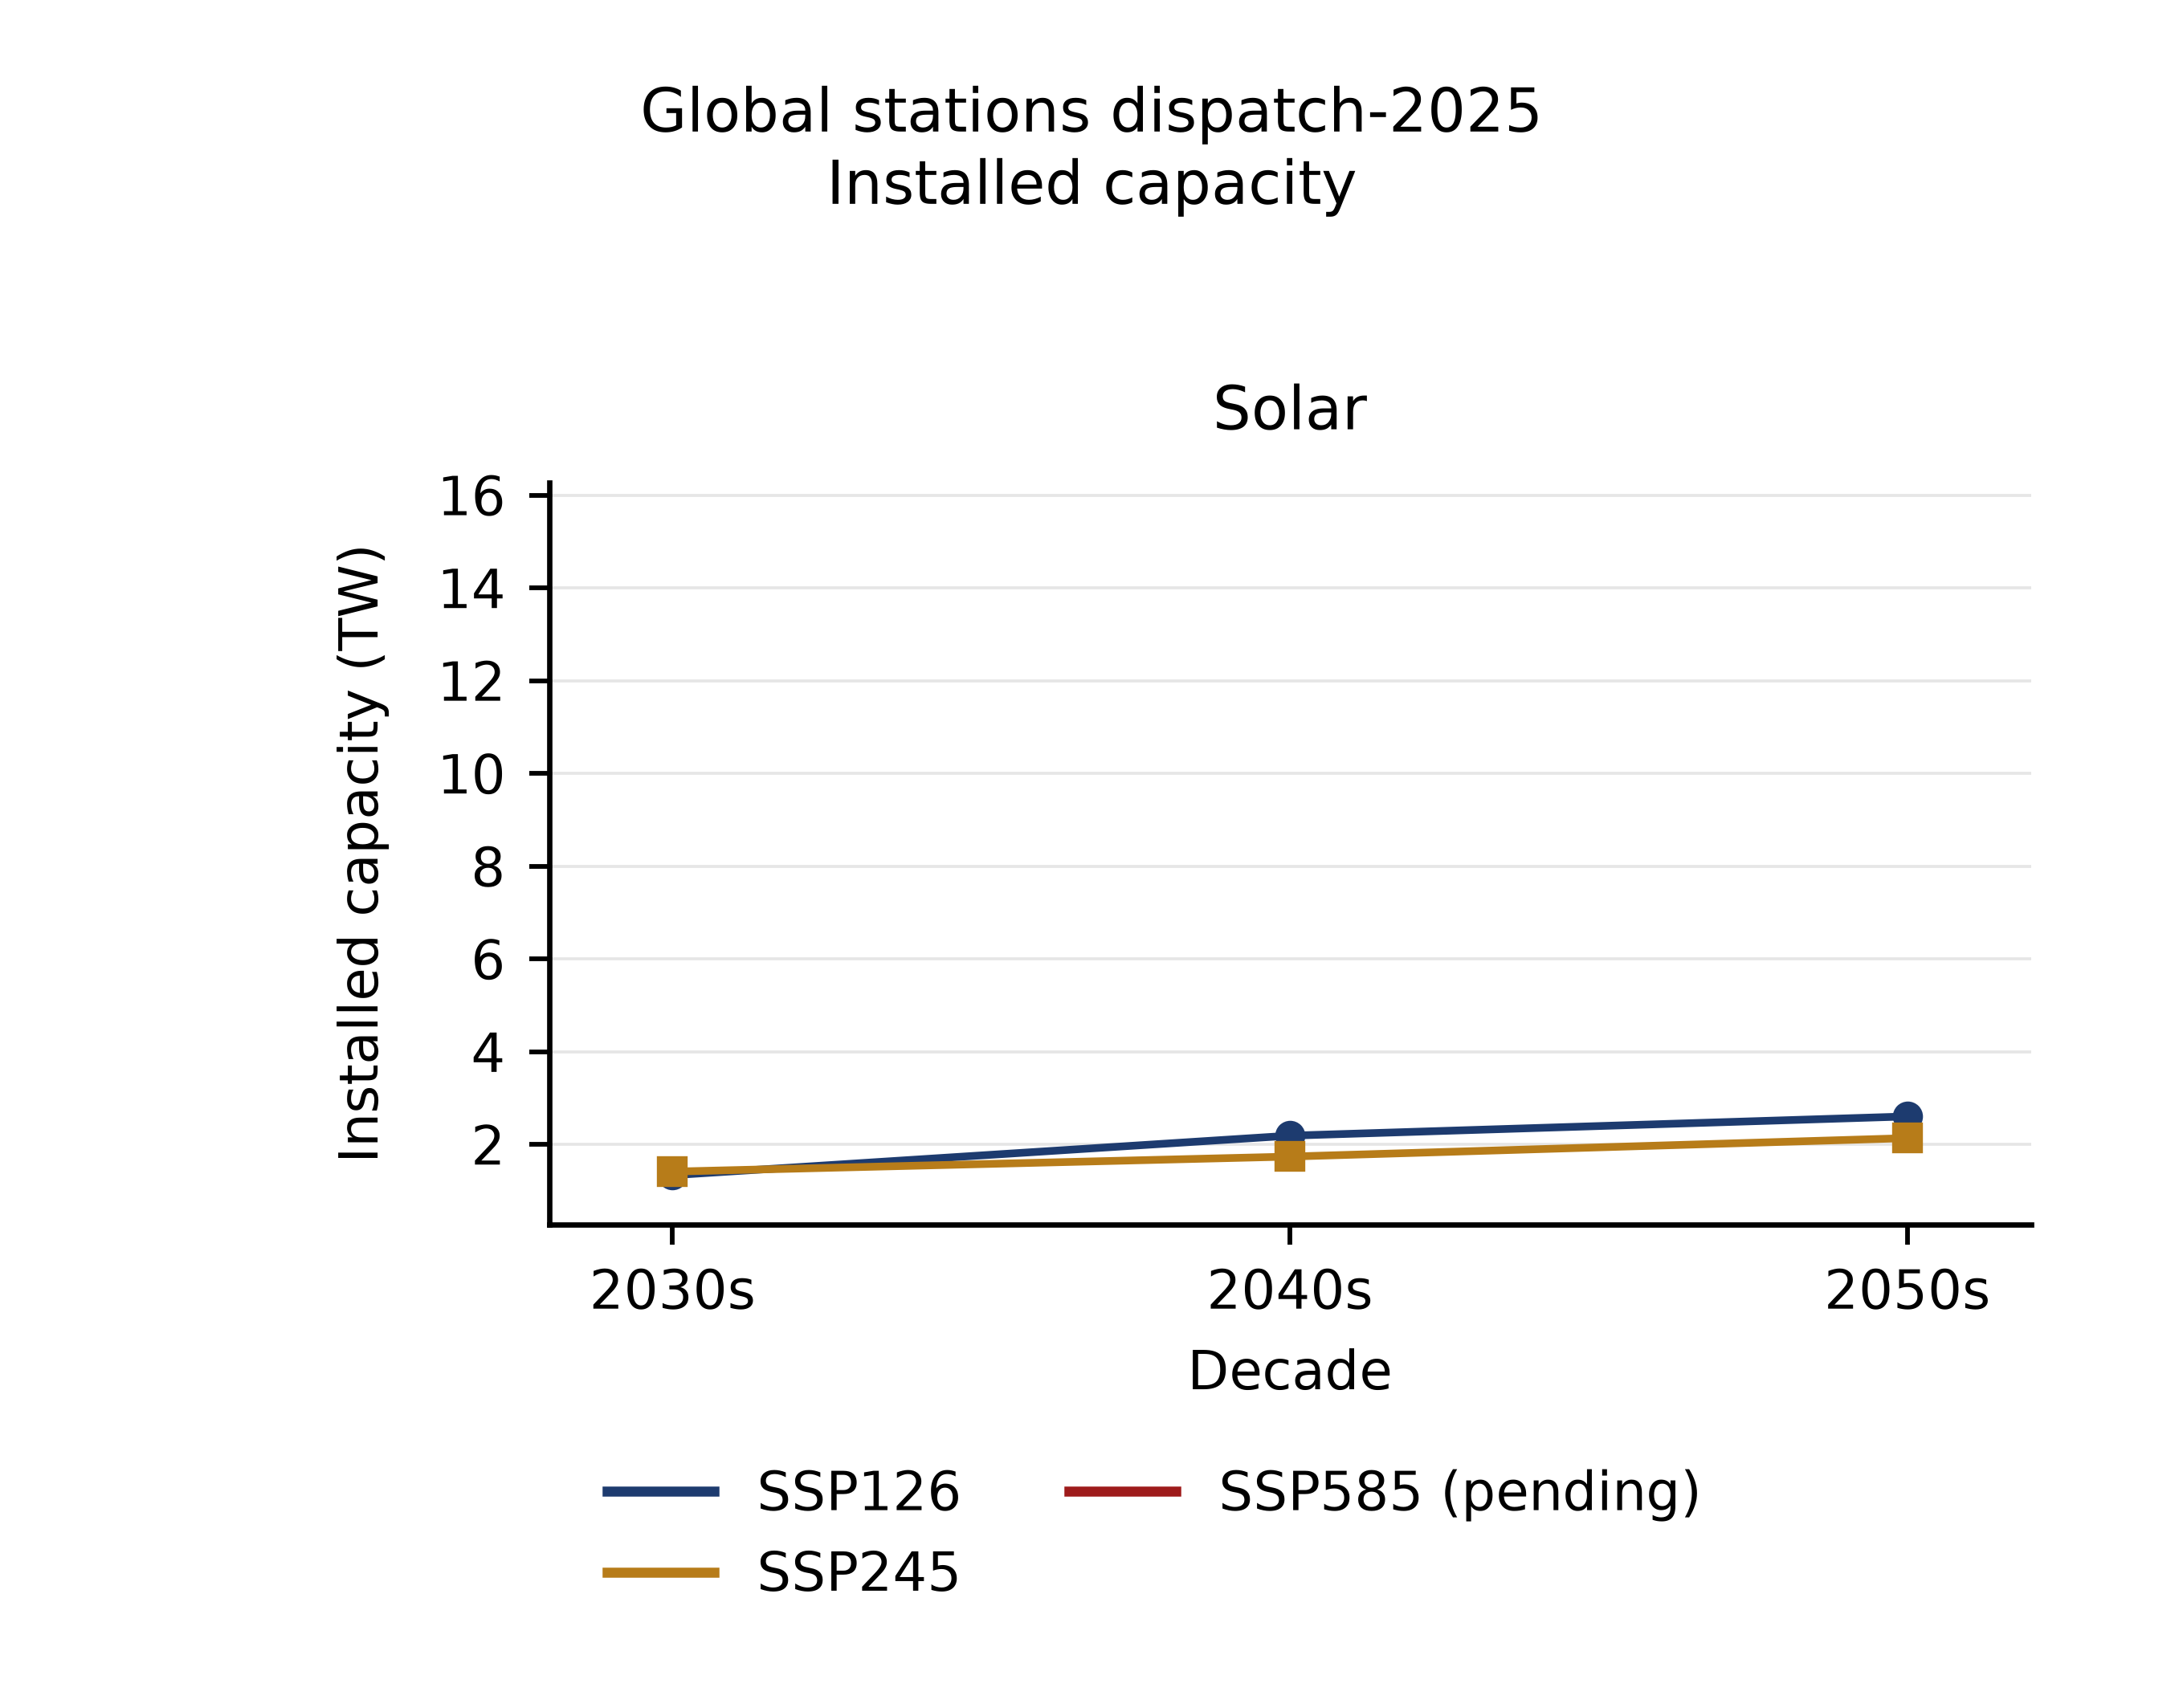 Global stations dispatch-2025
Installed capacity
Solar
16
14
12
10
8
6
4
2
Installed capacity (TW)
2030s 2040s 2050s
Decade
SSP126 SSP585 (pending)
SSP245